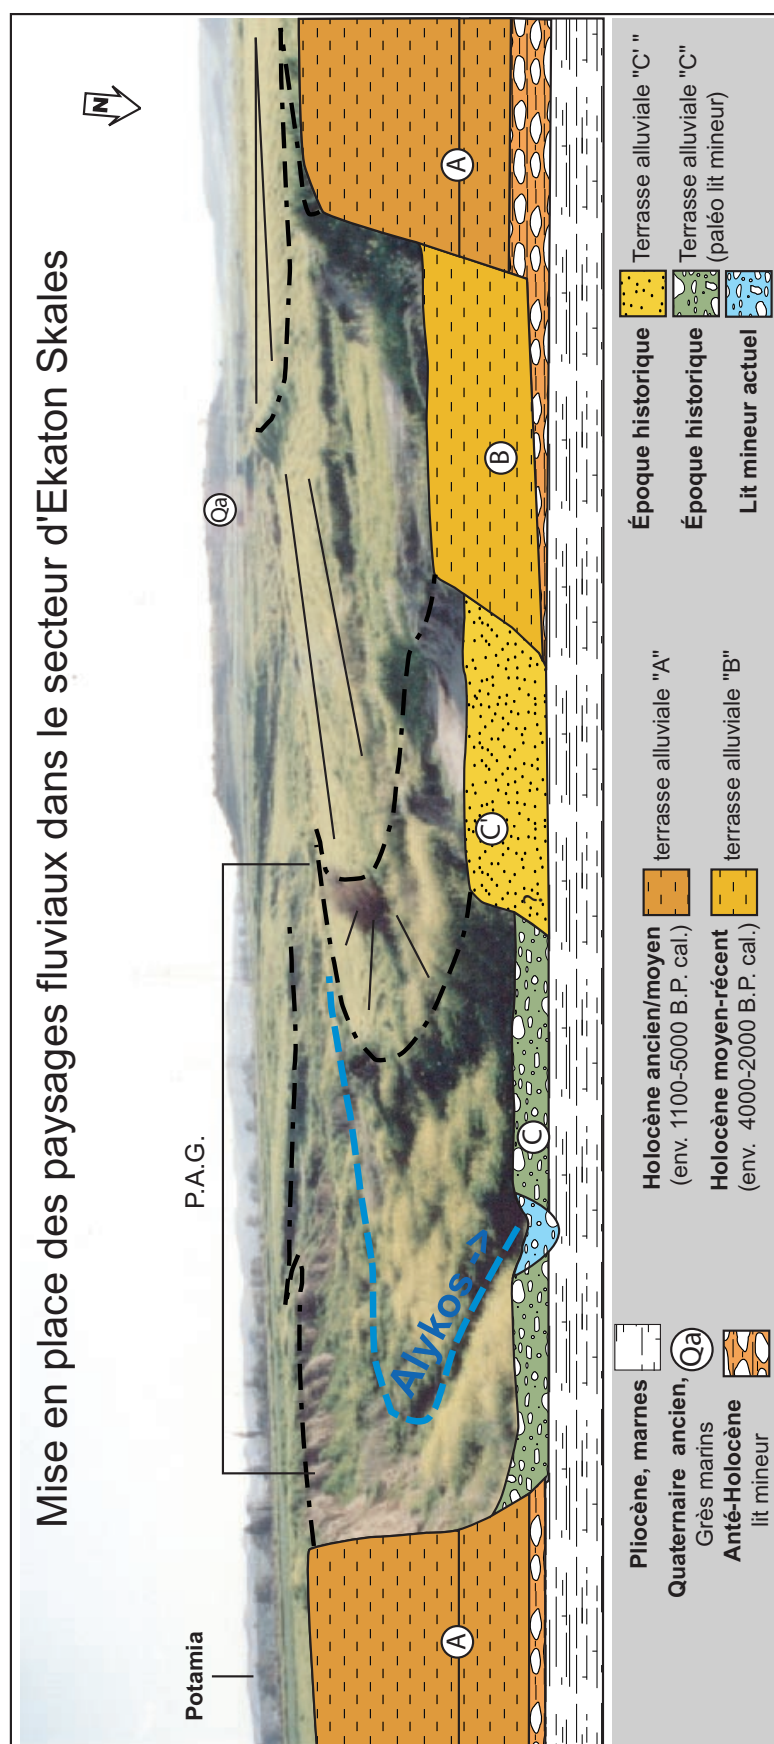 Mise en place des paysages fluviaux dans le secteur d'Ekaton Skales
N
Potamia
P.A.G.
Qa
Alykos ->
A
C
C'
?
B
A
Pliocène, marnes
Quaternaire ancien, Qa
Grès marins
Anté-Holocène
lit mineur
Holocène ancien/moyen terrasse alluviale "A"
(env. 1100-5000 B.P. cal.)
Holocène moyen-récent terrasse alluviale "B"
(env. 4000-2000 B.P. cal.)
Époque historique Terrasse alluviale "C' "
Époque historique Terrasse alluviale "C"
(paléo lit mineur)
Lit mineur actuel